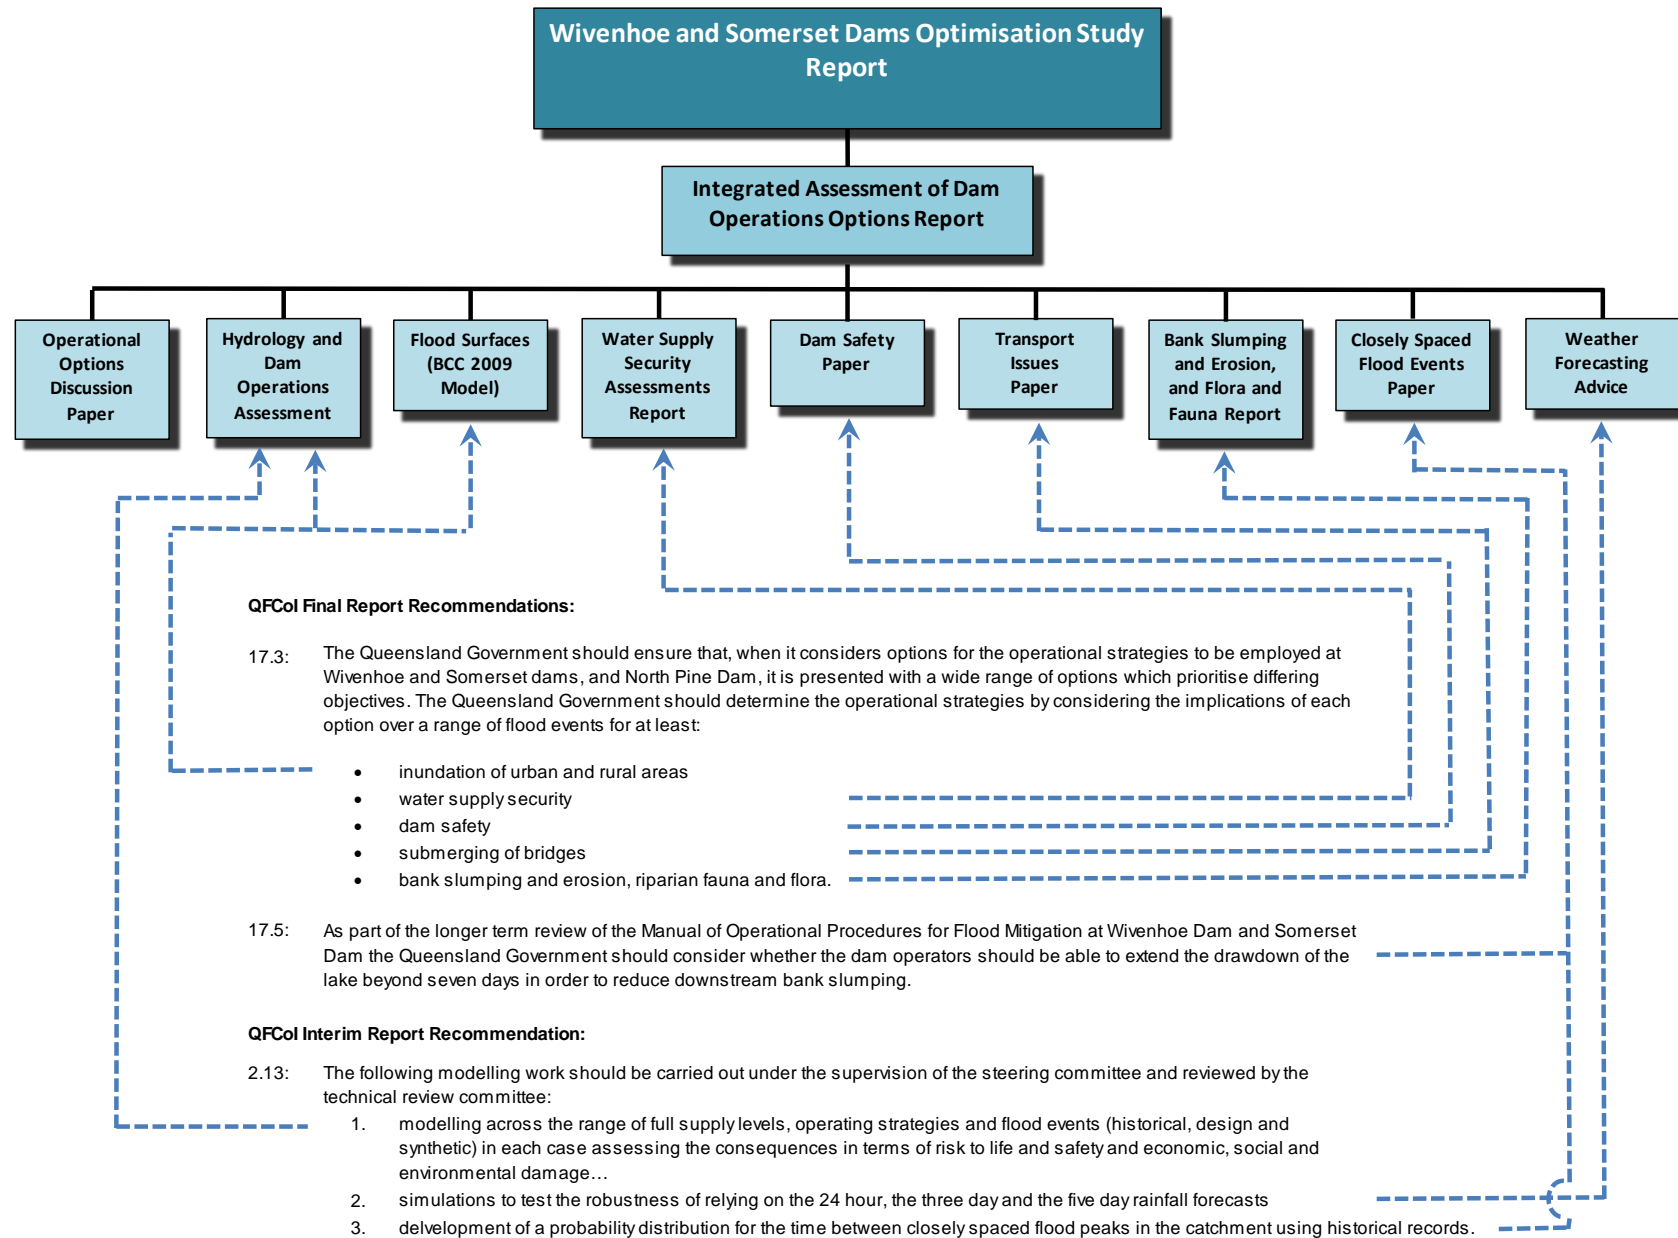 Wivenhoe and Somerset Dams Optimisation Study
Report
Integrated Assessment of Dam
Operations Options Report
Operational
Options
Discussion
Paper
Hydrology and
Dam
Operations
Assessment
Flood Surfaces
(BCC 2009
Model)
Water Supply
Security
Assessments
Report
Dam Safety
Paper
Transport
Issues
Paper
Bank Slumping
and Erosion,
and Flora and
Fauna Report
Closely Spaced
Flood Events
Paper
Weather
Forecasting
Advice
QFCoI Final Report Recommendations:
17.3: The Queensland Government should ensure that, when it considers options for the operational strategies to be employed at
Wivenhoe and Somerset dams, and North Pine Dam, it is presented with a wide range of options which prioritise differing
objectives. The Queensland Government should determine the operational strategies by considering the implications of each
option over a range of flood events for at least:
• inundation of urban and rural areas
• water supply security
• dam safety
• submerging of bridges
• bank slumping and erosion, riparian fauna and flora.
17.5: As part of the longer term review of the Manual of Operational Procedures for Flood Mitigation at Wivenhoe Dam and Somerset
Dam the Queensland Government should consider whether the dam operators should be able to extend the drawdown of the
lake beyond seven days in order to reduce downstream bank slumping.
QFCoI Interim Report Recommendation:
2.13: The following modelling work should be carried out under the supervision of the steering committee and reviewed by the
technical review committee:
1. modelling across the range of full supply levels, operating strategies and flood events (historical, design and
synthetic) in each case assessing the consequences in terms of risk to life and safety and economic, social and
environmental damage…
2. simulations to test the robustness of relying on the 24 hour, the three day and the five day rainfall forecasts
3. delvelopment of a probability distribution for the time between closely spaced flood peaks in the catchment using historical records.